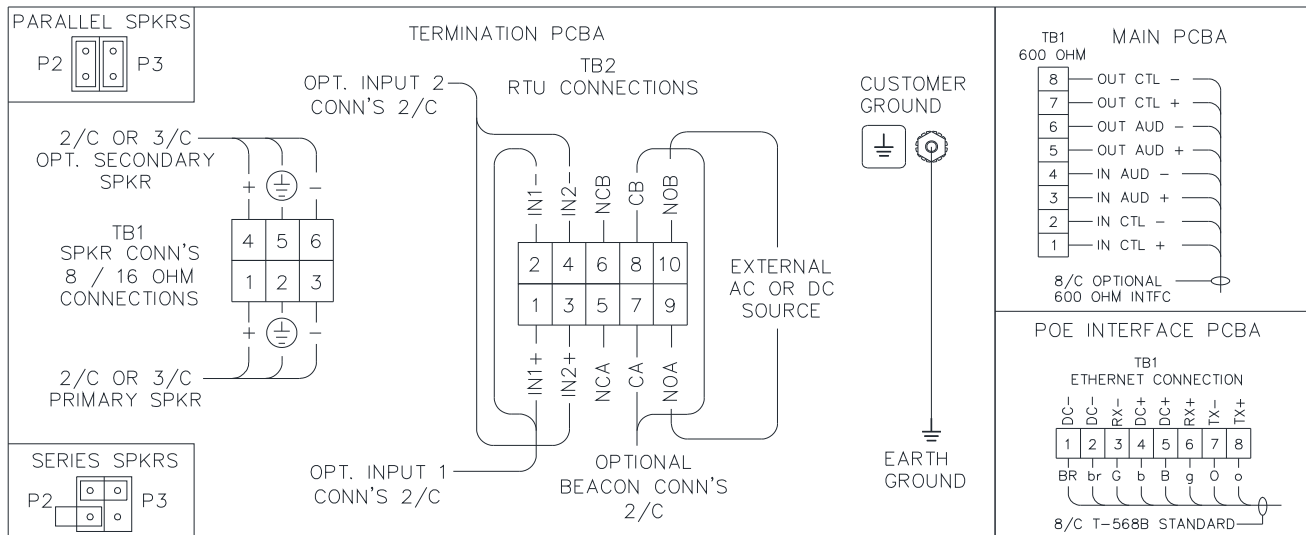 PARALLEL SPKRS
P2 P3
TERMINATION PCBA
TB2
RTU CONNECTIONS
OPT. INPUT 2
CONN'S 2/C
2/C OR 3/C
OPT. SECONDARY
SPKR
+ -
TB1
SPKR CONN'S
8 / 16 OHM
CONNECTIONS
4 5 6
1 2 3
+ -
2/C OR 3/C
PRIMARY SPKR
SERIES SPKRS
P2 P3
IN1- IN2- NCB CB NOB
2 4 6 8 10
1 3 5 7 9
IN1+ IN2+ NCA CA NOA
OPT. INPUT 1
CONN'S 2/C
OPTIONAL
BEACON CONN'S
2/C
EXTERNAL
AC OR DC
SOURCE
CUSTOMER
GROUND
EARTH
GROUND
MAIN PCBA
TB1
600 OHM
8 OUT CTL -
7 OUT CTL +
6 OUT AUD -
5 OUT AUD +
4 IN AUD -
3 IN AUD +
2 IN CTL -
1 IN CTL +
8/C OPTIONAL
600 OHM INTFC
POE INTERFACE PCBA
TB1
ETHERNET CONNECTION
DC- DC- RX- DC+ DC+ RX+ TX- TX+
1 2 3 4 5 6 7 8
BR br G b B g O o
8/C T-568B STANDARD